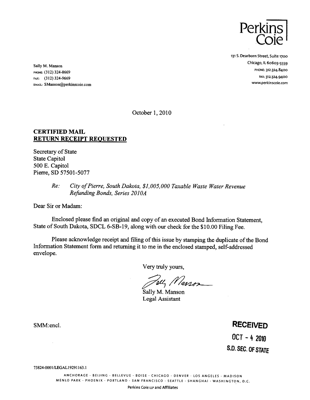 Perkins
Coie
131 S. Dearborn Street, Suite 1700
Chicago, IL 60603-5559
PHONE: 312.324.8400
FAX: 312.324.9400
www.perkinscoie.com
Sally M. Manson
PHONE: (312) 324-8669
FAX: (312) 324-9669
EMAIL: SManson@perkinscoie.com
October 1, 2010
CERTIFIED MAIL
RETURN RECEIPT REQUESTED
Secretary of State
State Capitol
500 E. Capitol
Pierre, SD 57501-5077
Re: City of Pierre, South Dakota, $1,005,000 Taxable Waste Water Revenue
Refunding Bonds, Series 2010A
Dear Sir or Madam:
Enclosed please find an original and copy of an executed Bond Information Statement,
State of South Dakota, SDCL 6-8B-19, along with our check for the $10.00 Filing Fee.
Please acknowledge receipt and filing of this issue by stamping the duplicate of the Bond
Information Statement form and returning it to me in the enclosed stamped, self-addressed
envelope.
Very truly yours,
Sally Manson
Sally M. Manson
Legal Assistant
SMM:encl.
RECEIVED
OCT - 4 2010
S.D. SEC. OF STATE
ANCHORAGE · BEIJING · BELLEVUE · BOISE · CHICAGO · DENVER · LOS ANGELES · MADISON
MENLO PARK · PHOENIX · PORTLAND · SAN FRANCISCO · SEATTLE · SHANGHAI · WASHINGTON, D.C.
Perkins Coie LLP and Affiliates